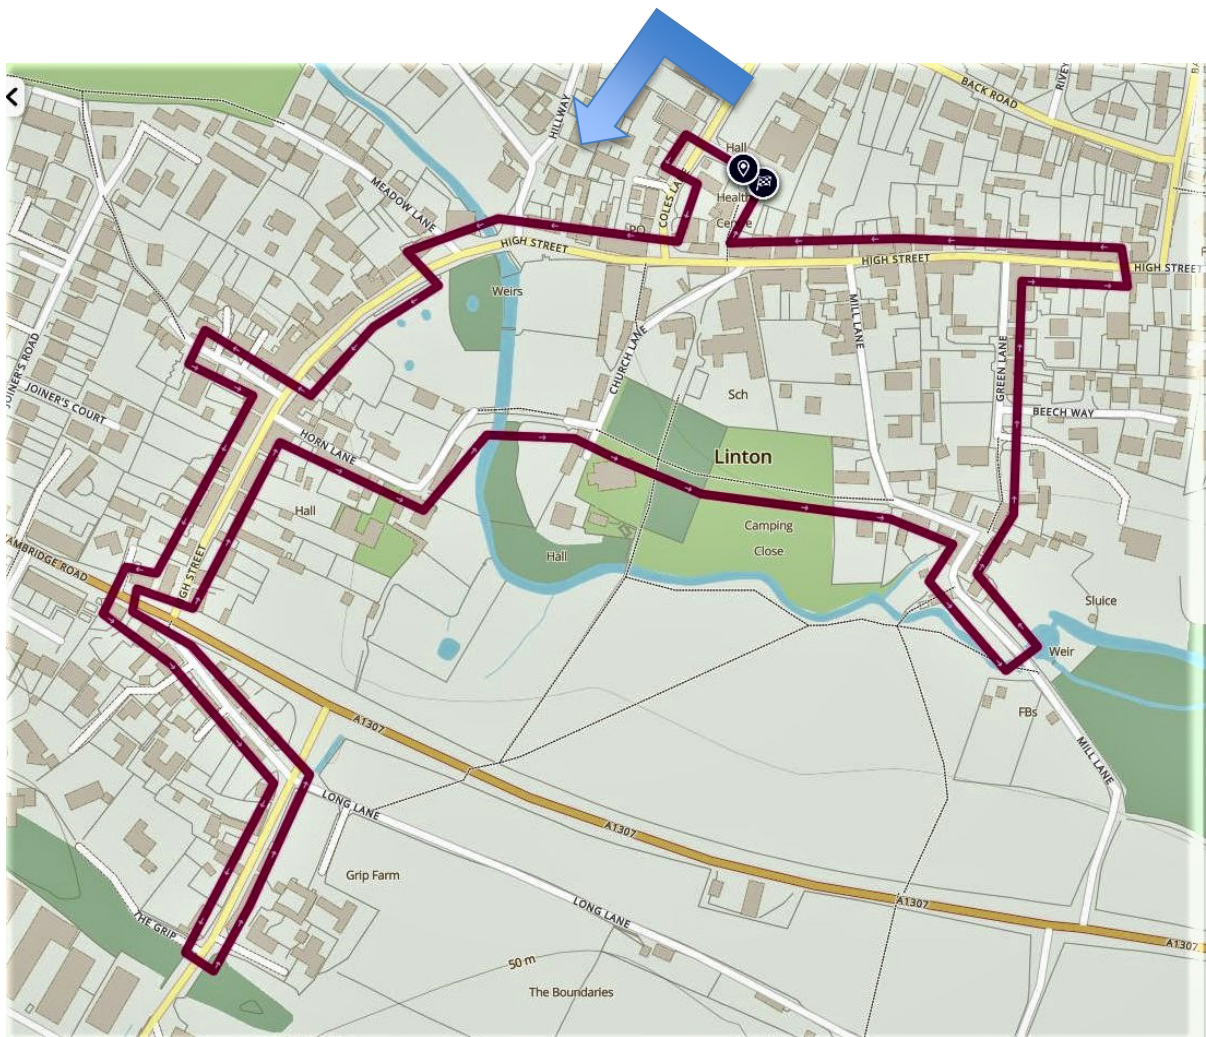 BACK ROAD
RIVEY
HILLWAY
Hall
MEADOW LANE
COLES LA
Health
Centre
PO
HIGH STREET
HIGH STREET
HIGH STREET
Weirs
MILL LANE
CHURCH LANE
GREEN LANE
JOINER'S ROAD
JOINER'S COURT
Sch
BEECH WAY
HORN LANE
Linton
Hall
Camping
Close
Hall
GH STREET
AMBRIDGE ROAD
Sluice
Weir
FBs
A1307
MILL LANE
LONG LANE
A1307
Grip Farm
THE GRIP
LONG LANE
A1307
A1307
50 m
The Boundaries